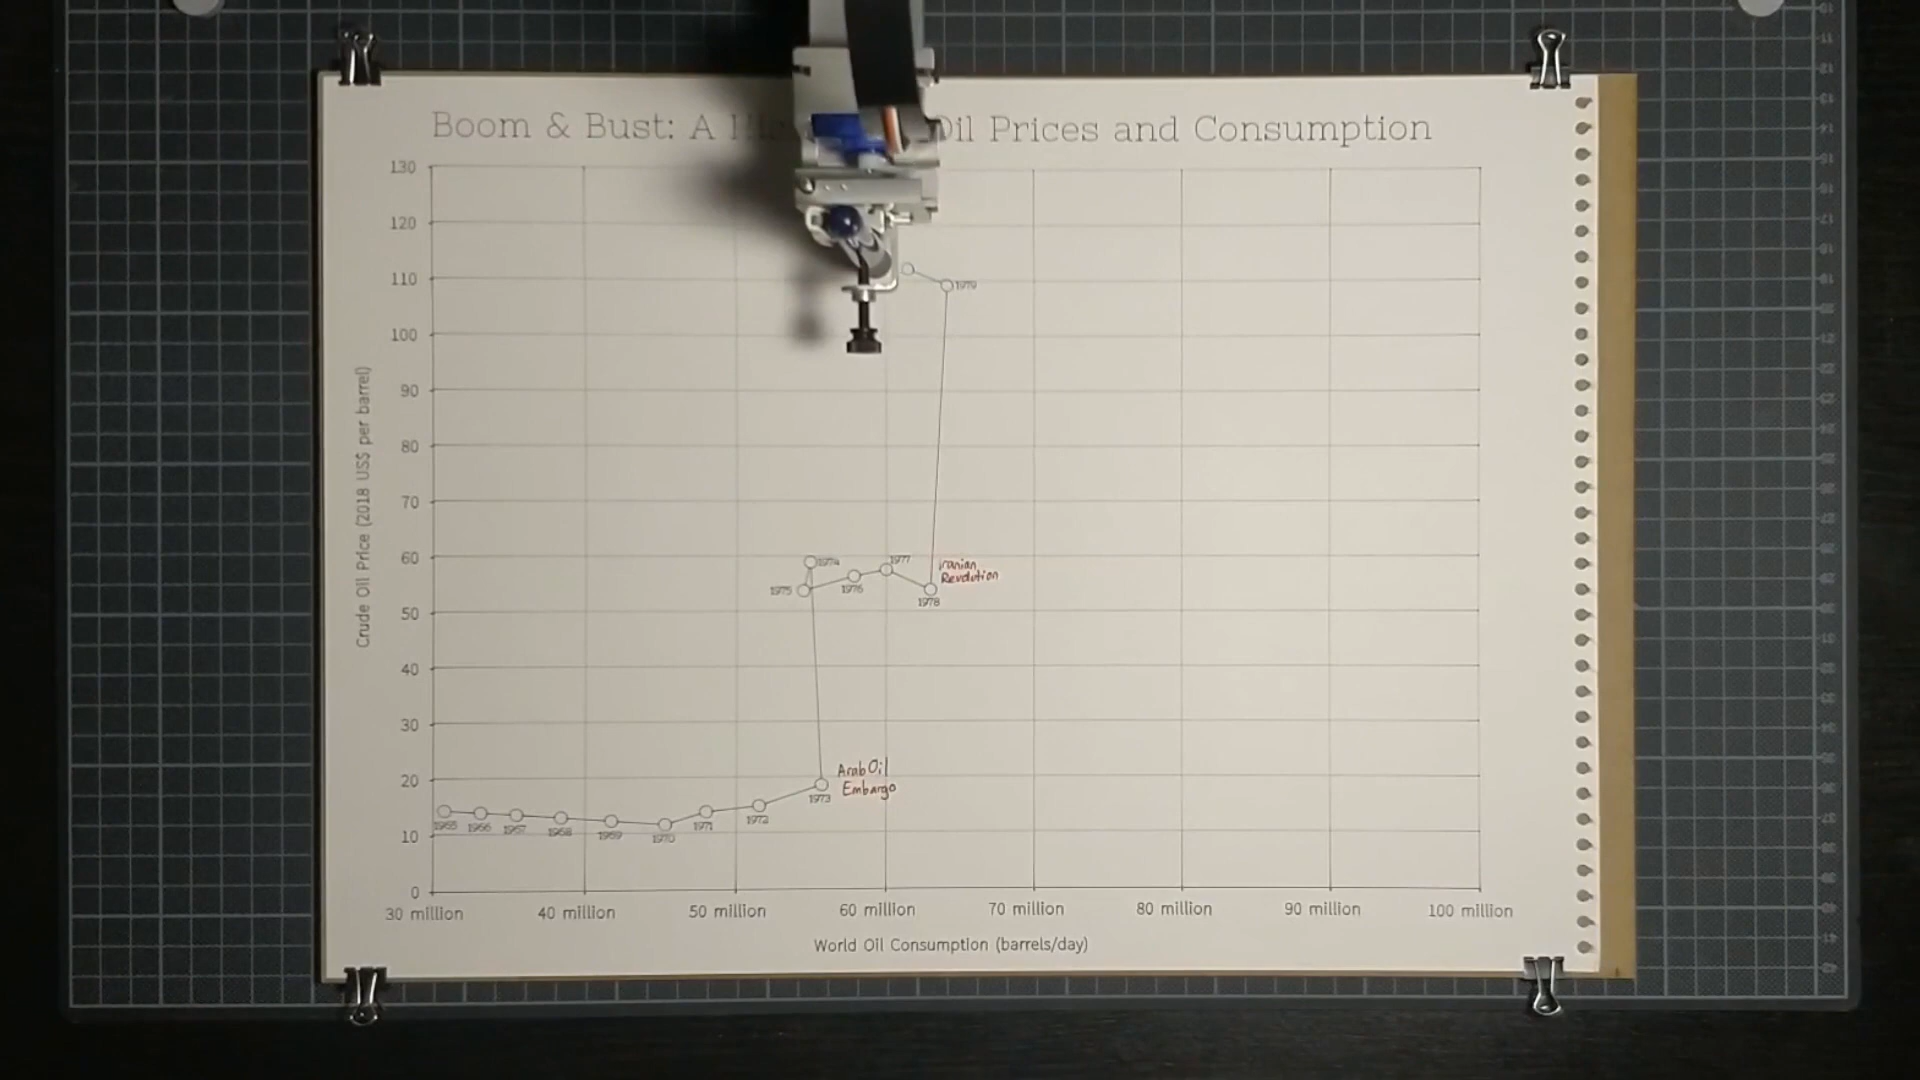 Boom & Bust: A Oil Prices and Consumption
130
120
110
100
90
80
70
60
50
40
30
20
10
0
Crude Oil Price (2018 US$ per barrel)
1979
1974
1977
Iranian
Revolution
1975
1976
1978
Arab Oil
Embargo
1973
1965
1966
1967
1968
1969
1970
1971
1972
30 million
40 million
50 million
60 million
70 million
80 million
90 million
100 million
World Oil Consumption (barrels/day)